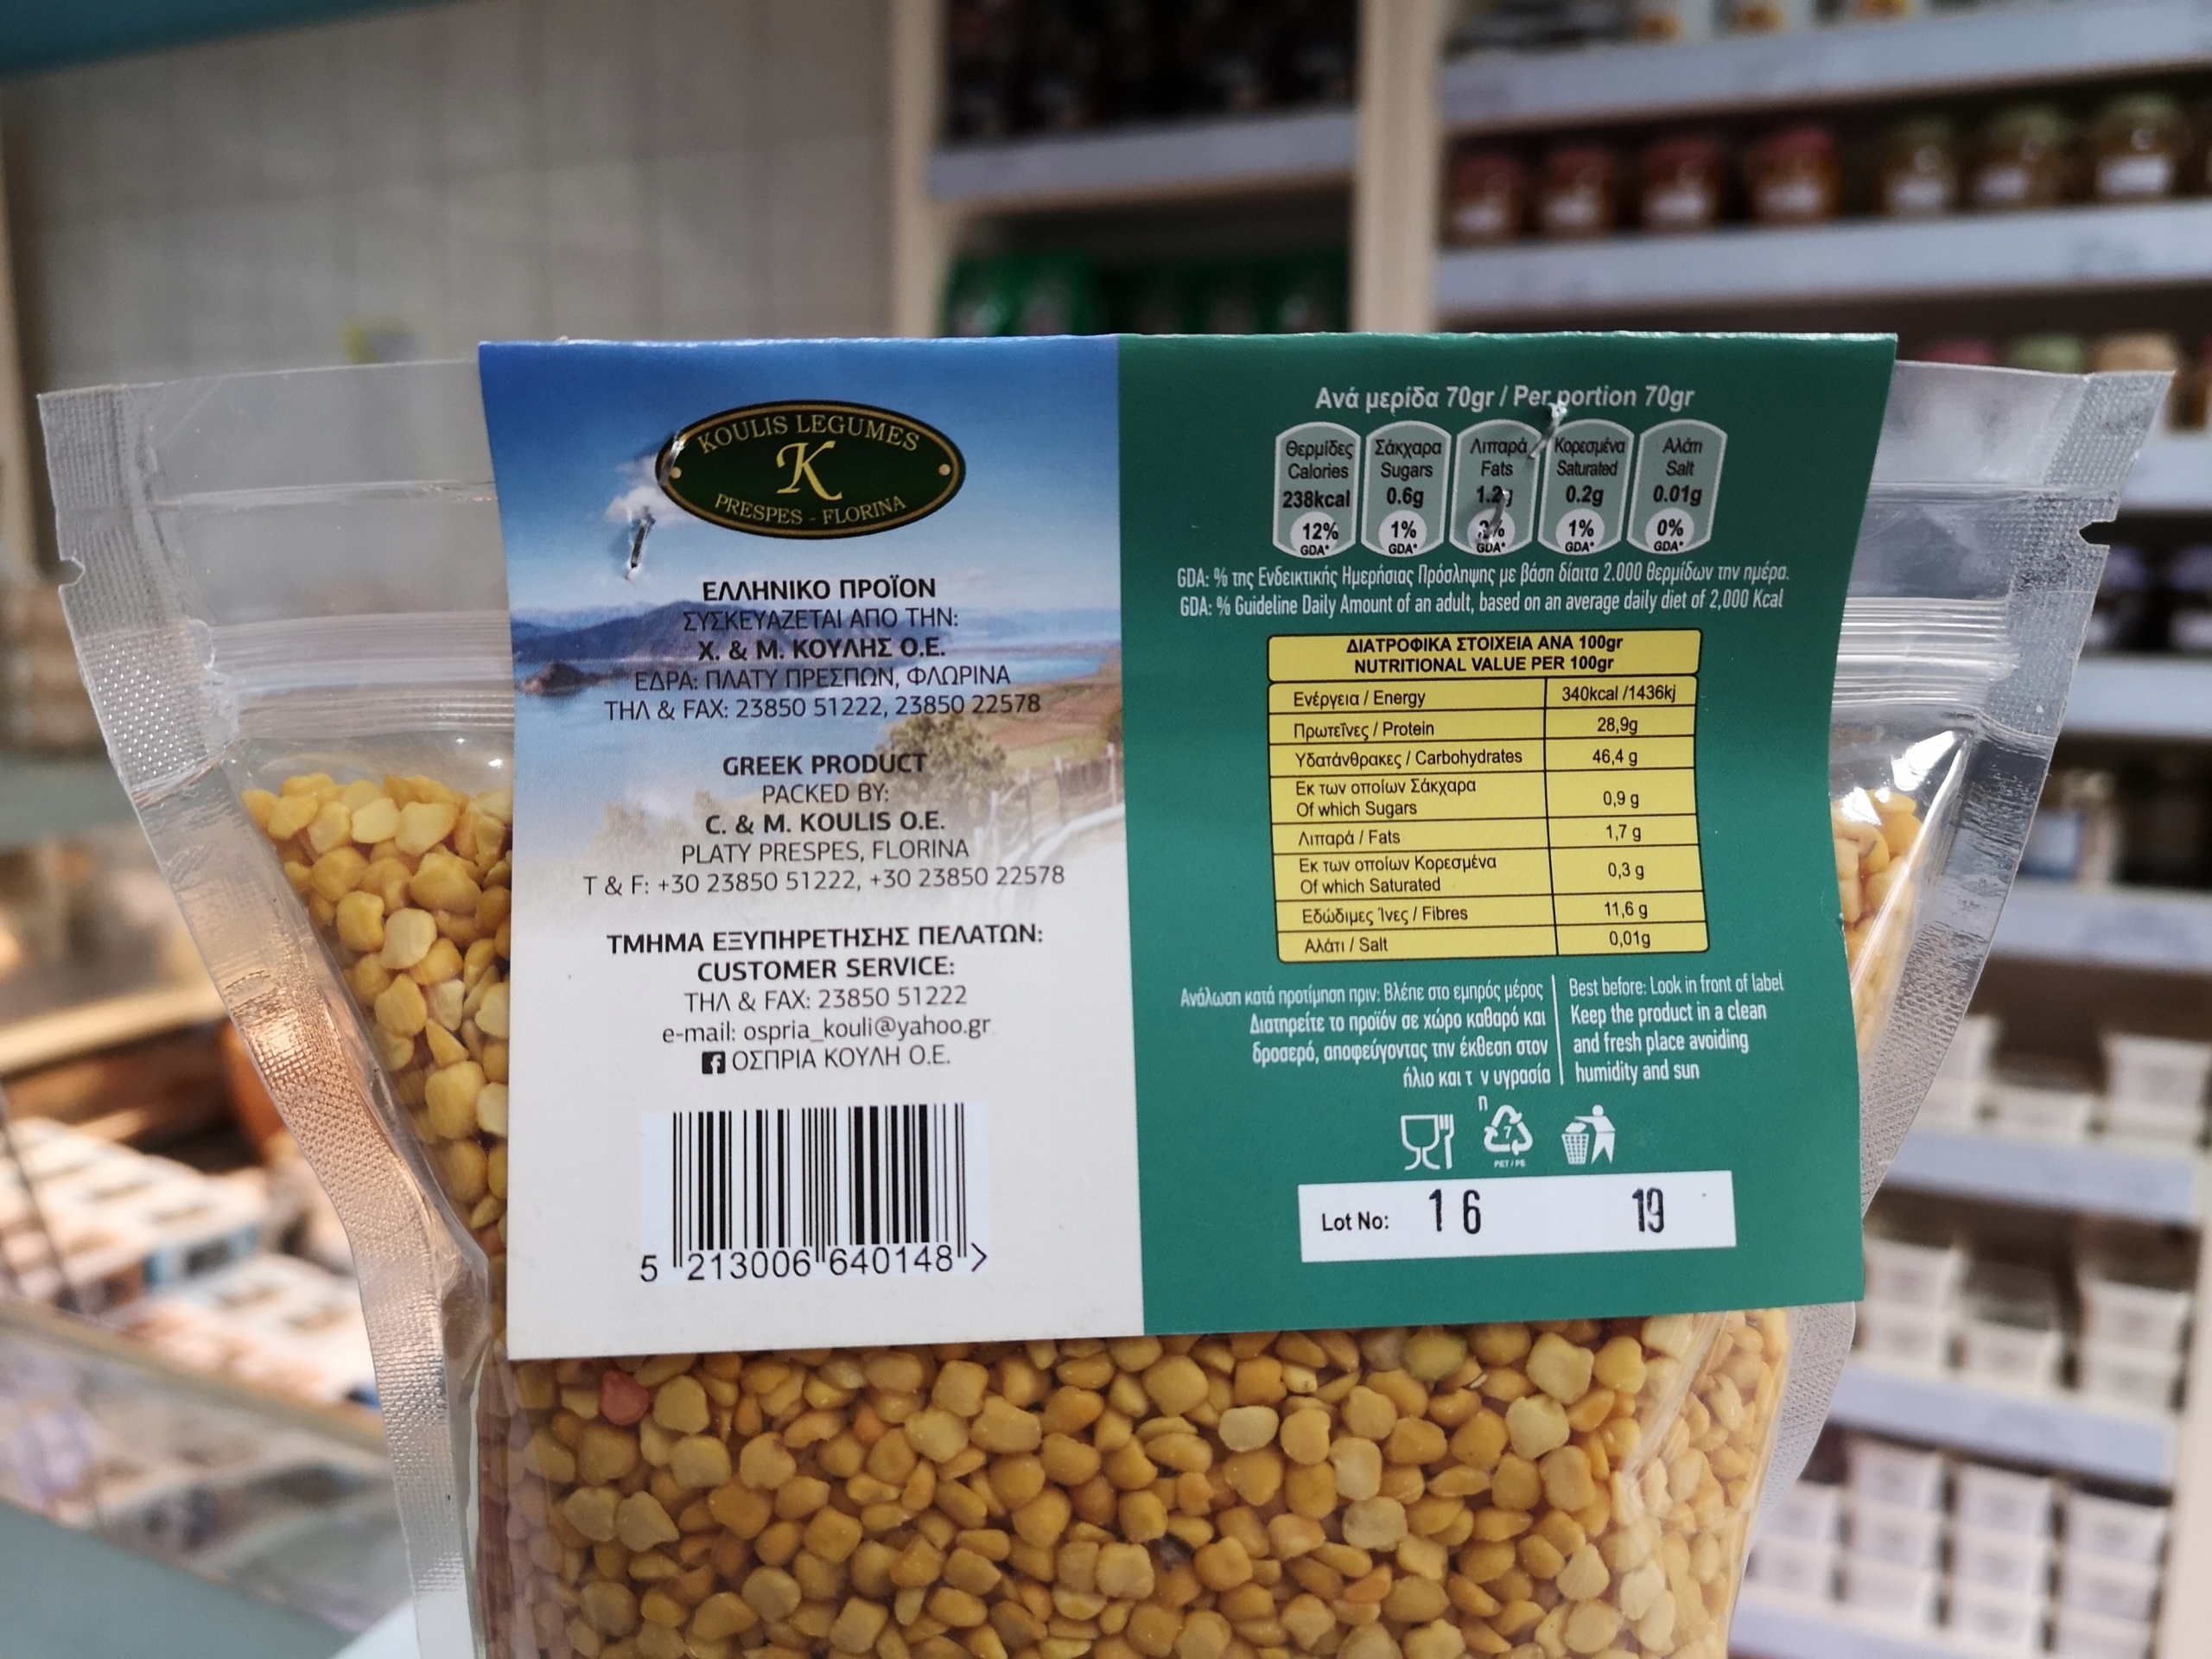 KOULIS LEGUMES
K
PRESPES - FLORINA
ΕΛΛΗΝΙΚΟ ΠΡΟΪΟΝ
ΣΥΣΚΕΥΑΖΕΤΑΙ ΑΠΟ ΤΗΝ:
Χ. & Μ. ΚΟΥΛΗΣ Ο.Ε.
ΕΔΡΑ: ΠΛΑΤΥ ΠΡΕΣΠΩΝ, ΦΛΩΡΙΝΑ
ΤΗΛ & FAX: 23850 51222, 23850 22578
GREEK PRODUCT
PACKED BY:
C. & M. KOULIS O.E.
PLATY PRESPES, FLORINA
T & F: +30 23850 51222, +30 23850 22578
ΤΜΗΜΑ ΕΞΥΠΗΡΕΤΗΣΗΣ ΠΕΛΑΤΩΝ:
CUSTOMER SERVICE:
ΤΗΛ & FAX: 23850 51222
e-mail: ospria_kouli@yahoo.gr
ΟΣΠΡΙΑ ΚΟΥΛΗ Ο.Ε.
5 213006 640148 >
Ανά μερίδα 70gr / Per portion 70gr
Θερμίδες Σάκχαρα Λιπαρά Κορεσμένα Αλάτι
Calories Sugars Fats Saturated Salt
238kcal 0.6g 1.2g 0.2g 0.01g
12% 1% 1% 0%
GDA* GDA* GDA* GDA* GDA*
GDA: % της Ενδεικτικής Ημερήσιας Πρόσληψης με βάση δίαιτα 2.000 θερμίδων την ημέρα.
GDA: % Guideline Daily Amount of an adult, based on an average daily diet of 2,000 Kcal
ΔΙΑΤΡΟΦΙΚΑ ΣΤΟΙΧΕΙΑ ΑΝΑ 100gr
NUTRITIONAL VALUE PER 100gr
Ενέργεια / Energy 340kcal /1436kj
Πρωτεΐνες / Protein 28,9g
Υδατάνθρακες / Carbohydrates 46,4 g
Εκ των οποίων Σάκχαρα
Of which Sugars 0,9 g
Λιπαρά / Fats 1,7 g
Εκ των οποίων Κορεσμένα
Of which Saturated 0,3 g
Εδώδιμες Ίνες / Fibres 11,6 g
Αλάτι / Salt 0,01g
Ανάλωση κατά προτίμηση πριν: Βλέπε στο εμπρός μέρος
Διατηρείτε το προϊόν σε χώρο καθαρό και
δροσερό, αποφεύγοντας την έκθεση στον
ήλιο και τ ν υγρασία
η
Best before: Look in front of label
Keep the product in a clean
and fresh place avoiding
humidity and sun
7
PET / PE
Lot No: 16 19